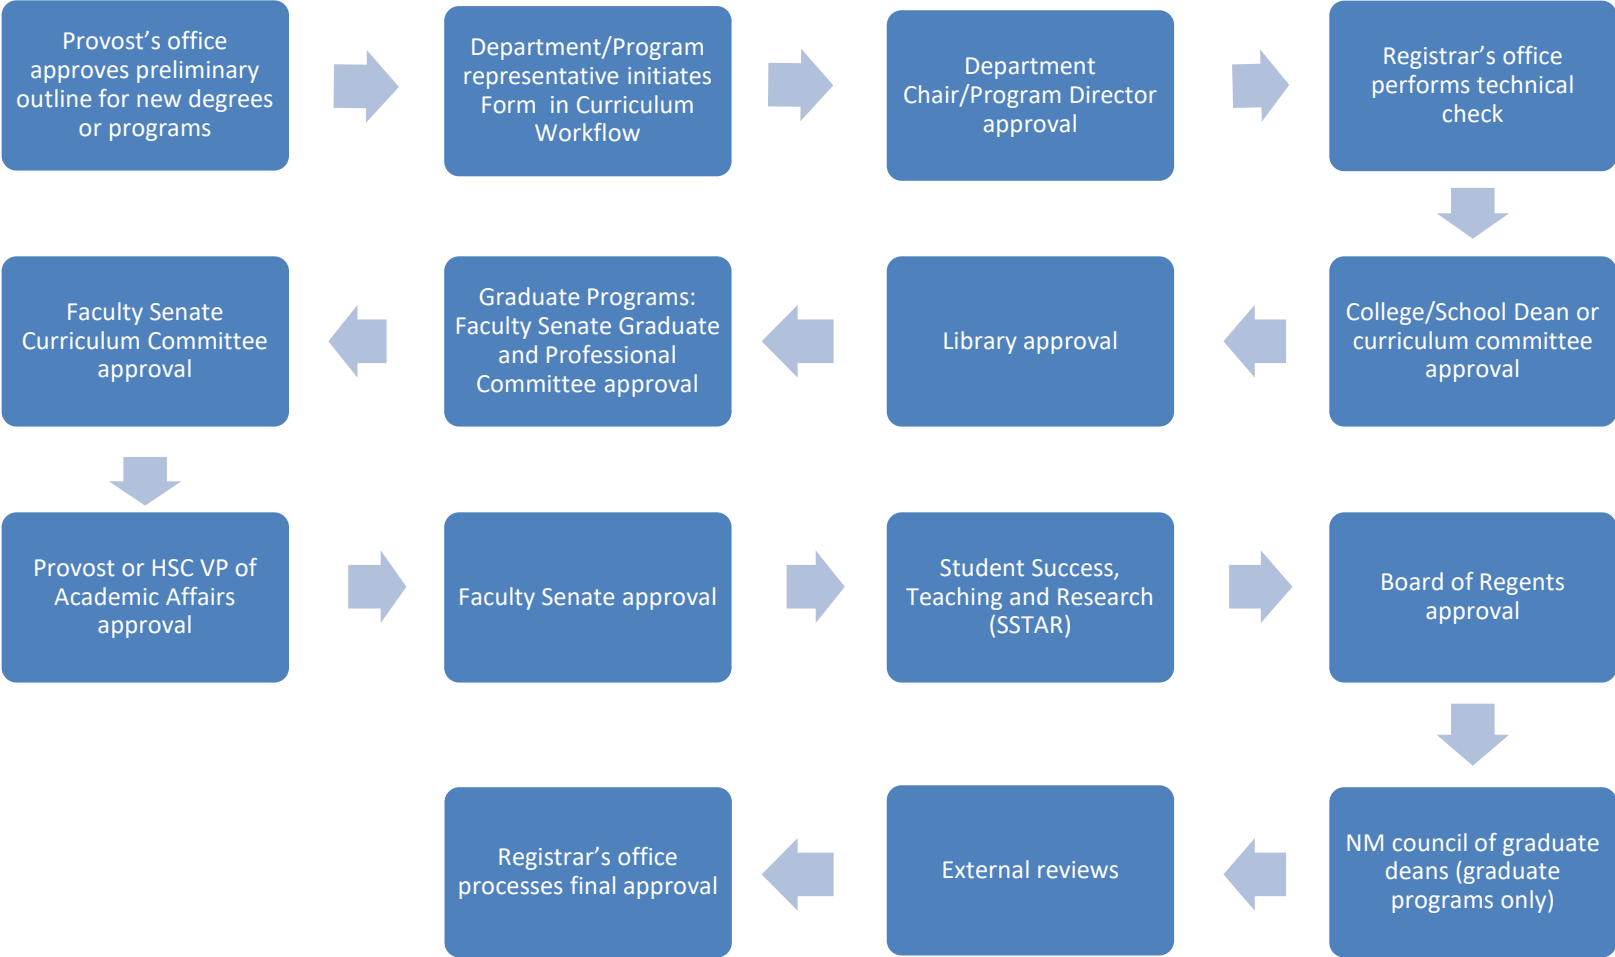 Provost’s office
approves preliminary
outline for new degrees
or programs
Department/Program
representative initiates
Form in Curriculum
Workflow
Department
Chair/Program Director
approval
Registrar’s office
performs technical
check
College/School Dean or
curriculum committee
approval
Library approval
Graduate Programs:
Faculty Senate Graduate
and Professional
Committee approval
Faculty Senate
Curriculum Committee
approval
Provost or HSC VP of
Academic Affairs
approval
Faculty Senate approval
Student Success,
Teaching and Research
(SSTAR)
Board of Regents
approval
NM council of graduate
deans (graduate
programs only)
External reviews
Registrar’s office
processes final approval